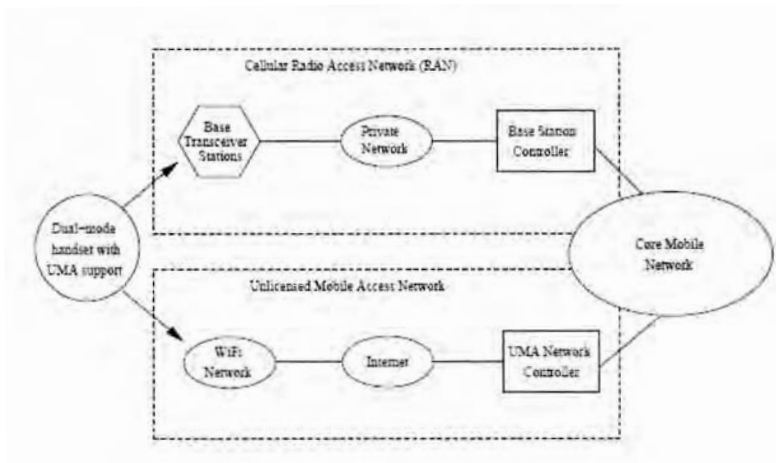 Cellular Radio Access Network (RAN)
Base
Transceiver
Stations
Private
Network
Base Station
Controller
Dual-mode
handset with
UMA support
Core Mobile
Network
Unlicensed Mobile Access Network
WiFi
Network
Internet
UMA Network
Controller